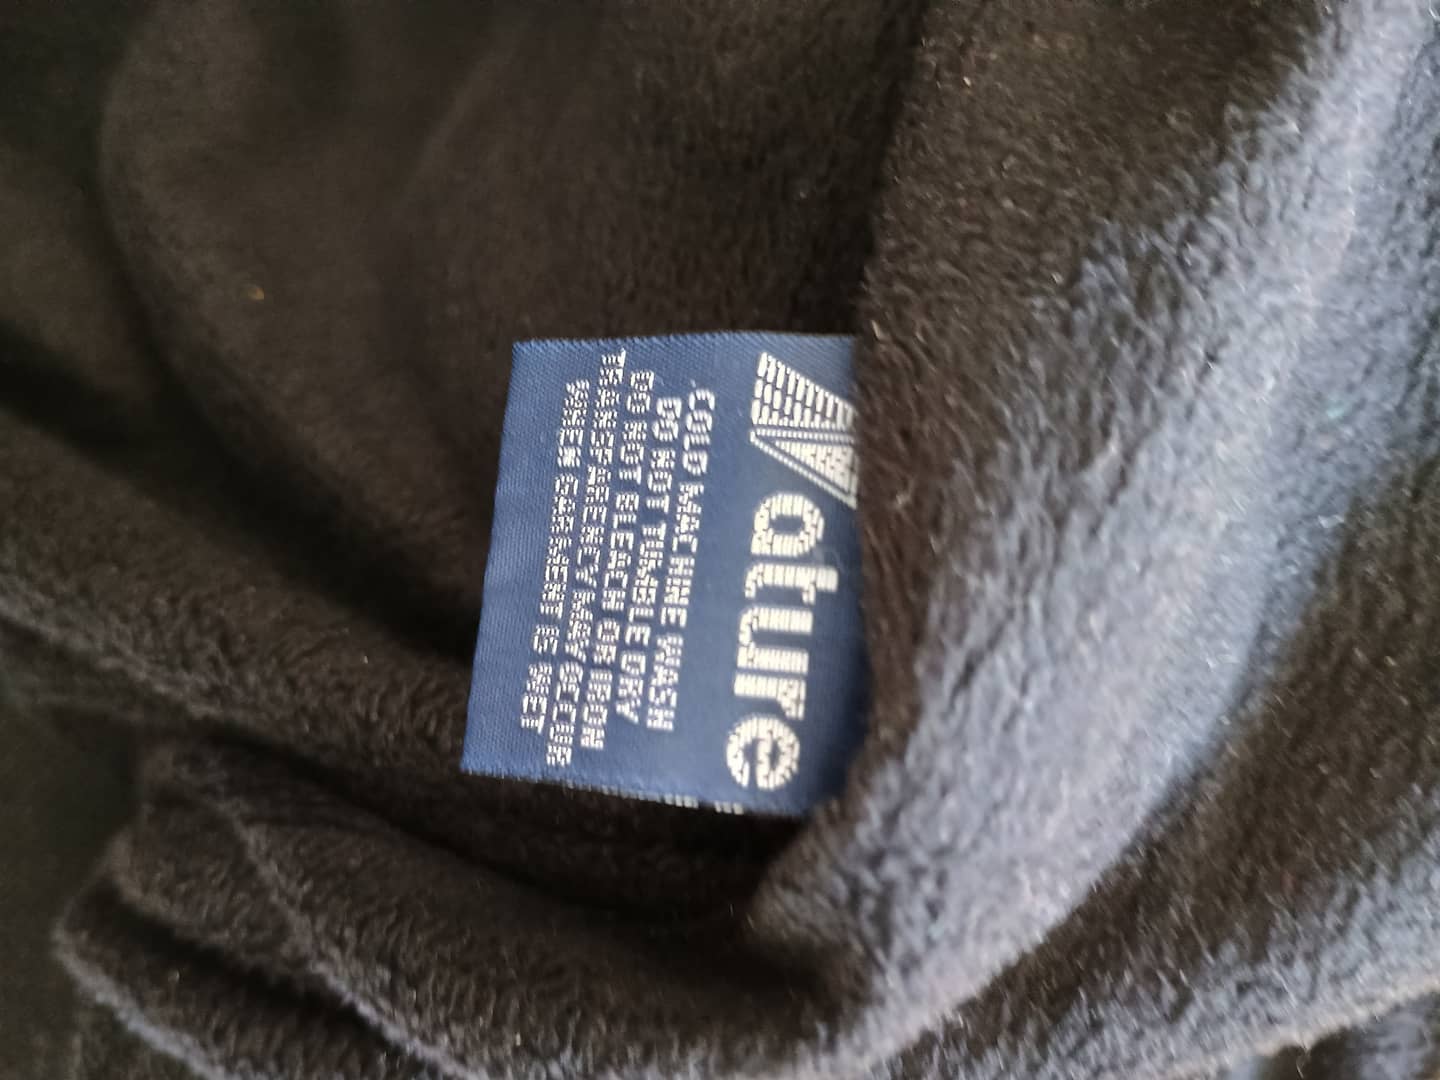 Nature
COLD MACHINE WASH
DO NOT TUMBLE DRY
DO NOT BLEACH OR IRON
TRANSPARENCY MAY OCCUR
WHEN GARMENT IS WET